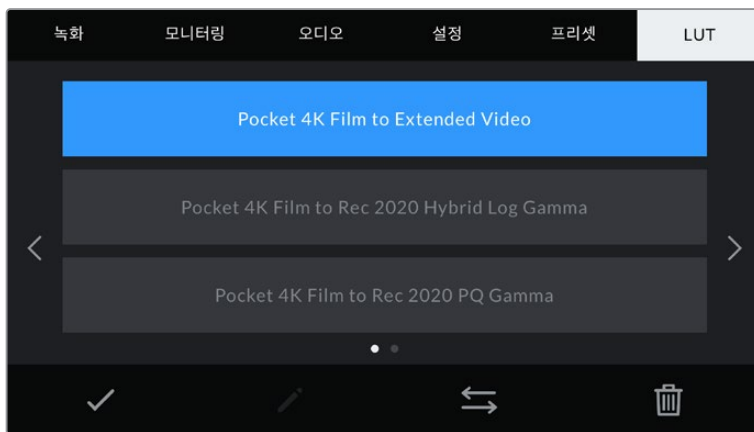 녹화 모니터링 오디오 설정 프리셋 LUT
Pocket 4K Film to Extended Video
Pocket 4K Film to Rec 2020 Hybrid Log Gamma
Pocket 4K Film to Rec 2020 PQ Gamma